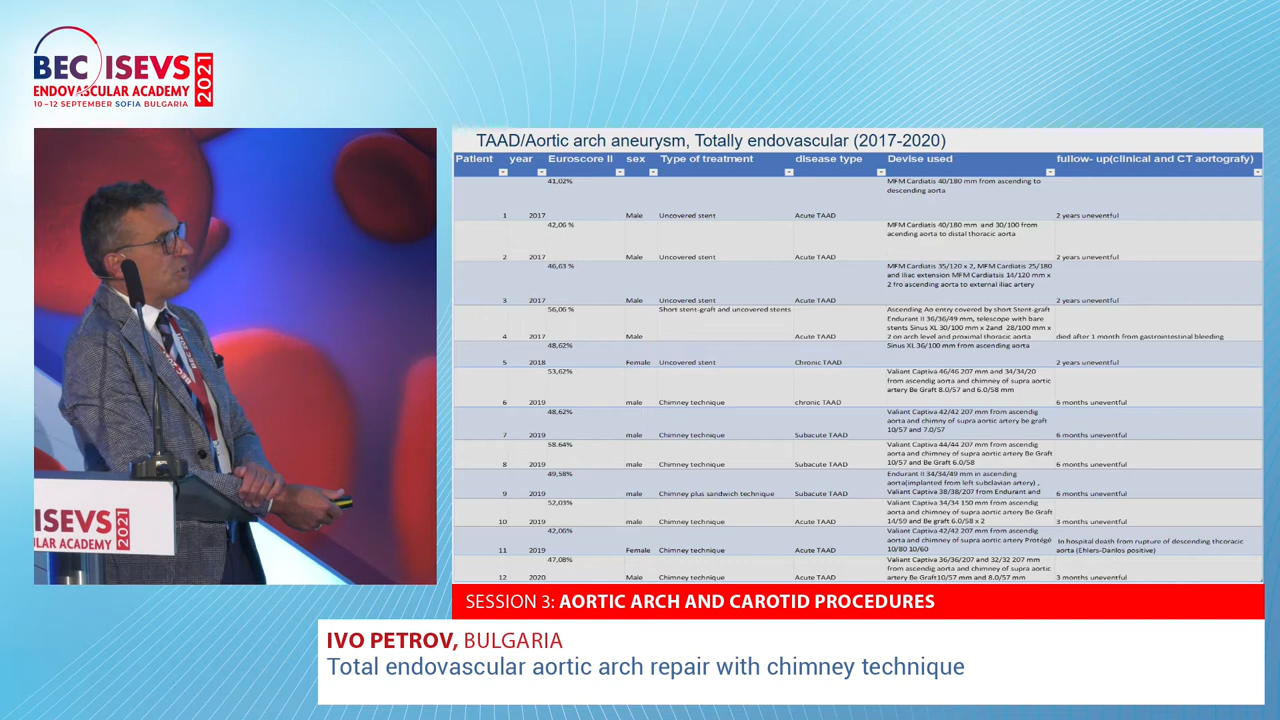 BEC ISEVS 2021
ENDOVASCULAR ACADEMY
10–12 SEPTEMBER SOFIA BULGARIA
ISEVS 2021
LAR ACADEMY
TAAD/Aortic arch aneurysm, Totally endovascular (2017-2020)
Patient year Euroscore II sex Type of treatment disease type Devise used fullow- up(clinical and CT aortografy)
41,02% MFM Cardiatis 40/180 mm from ascending to
descending aorta
1 2017 Male Uncovered stent Acute TAAD 2 years uneventful
42,06 % MFM Cardiatis 40/180 mm and 30/100 from
acending aorta to distal thoracic aorta
2 2017 Male Uncovered stent Acute TAAD 2 years uneventful
46,63 % MFM Cardiatis 35/120 x 2, MFM Cardiatis 25/180
and Iliac extension MFM Cardiatsis 14/120 mm x
2 fro ascending aorta to external iliac artery
3 2017 Male Uncovered stent Acute TAAD 2 years uneventful
56,06 % Short stent-graft and uncovered stents Ascending Ao entry covered by short Stent-graft
Endurant II 36/36/49 mm, telescope with bare
stents Sinus XL 30/100 mm x 2and 28/100 mm x
4 2017 Male Acute TAAD 2 on arch level and proximal thoracic aorta died after 1 month from gastrointestinal bleeding
48,62% Sinus XL 36/100 mm from ascending aorta
5 2018 Female Uncovered stent Chronic TAAD 2 years uneventful
53,62% Valiant Captiva 46/46 207 mm and 34/34/20
from ascendig aorta and chimney of supra aortic
artery Be Graft 8.0/57 and 6.0/58 mm
6 2019 male Chimney technique chronic TAAD 6 months uneventful
48,62% Valiant Captiva 42/42 207 mm from ascendig
aorta and chimny of supra aortic artery be graft
10/57 and 7.0/57
7 2019 male Chimney technique Subacute TAAD 6 months uneventful
58.64% Valiant Captiva 44/44 207 mm from ascendig
aorta and chimney of supra aortic artery Be Graft
10/57 and Be Graft 6.0/58
8 2019 male Chimney technique Subacute TAAD 6 months uneventful
49,58% Endurant II 34/34/49 mm in ascending
aorta(implanted from left subclavian artery) ,
Valiant Captiva 38/38/207 from Endurant and
9 2019 male Chimney plus sandwich technique Subacute TAAD 6 months uneventful
52,03% Valiant Captiva 34/34 150 mm from ascendig
aorta and chimney of supra aortic artery Be Graft
14/59 and Be graft 6.0/58 x 2
10 2019 male Chimney technique Acute TAAD 3 months uneventful
42,06% Valiant Captiva 42/42 207 mm from ascendig
aorta and chimney of supra aortic artery Protégé
10/80 10/60
11 2019 Female Chimney technique Acute TAAD In hospital death from rupture of descending thcoracic
aorta (Ehlers-Danlos positive)
47,08% Valiant Captiva 36/36/207 and 32/32 207 mm
from ascendig aorta and chimney of supra aortic
artery Be Graft10/57 mm and 8.0/57 mm
12 2020 Male Chimney technique Acute TAAD 3 months uneventful
SESSION 3: AORTIC ARCH AND CAROTID PROCEDURES
IVO PETROV, BULGARIA
Total endovascular aortic arch repair with chimney technique